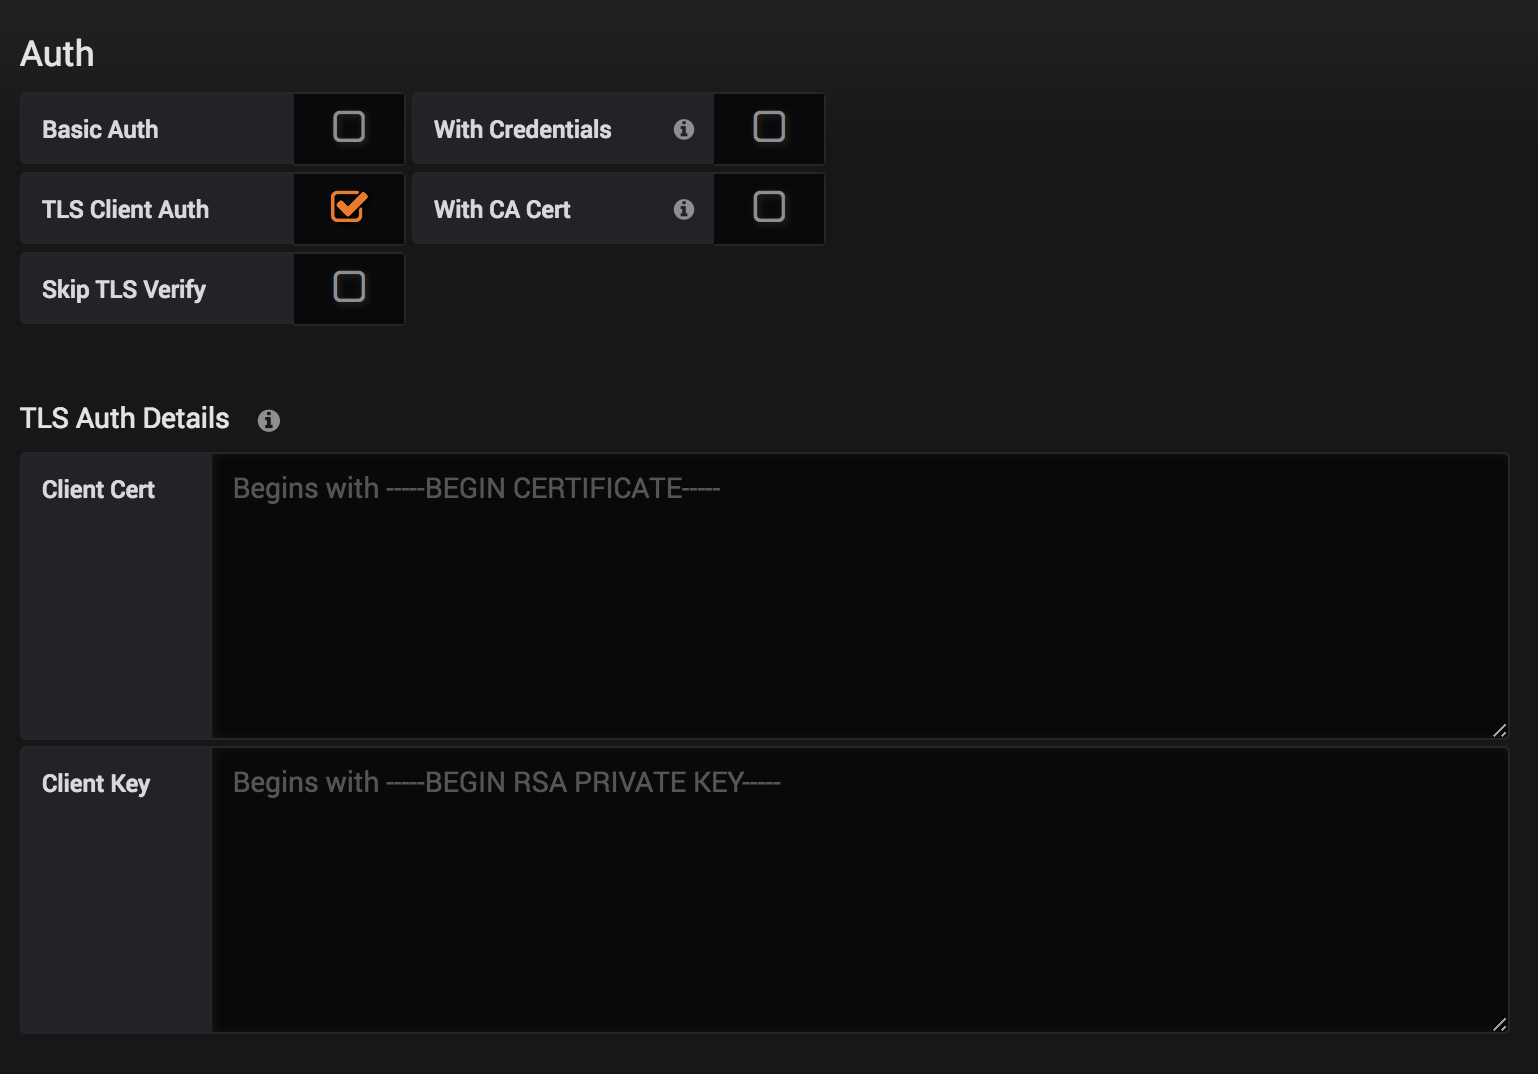 Auth
Basic Auth
With Credentials
TLS Client Auth
With CA Cert
Skip TLS Verify
TLS Auth Details
Client Cert
Begins with -----BEGIN CERTIFICATE-----
Client Key
Begins with -----BEGIN RSA PRIVATE KEY-----